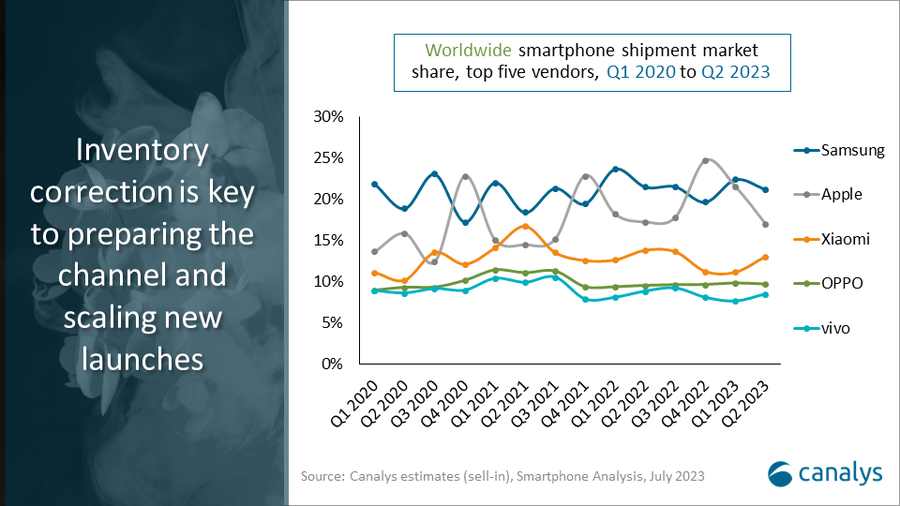 Inventory
correction is key
to preparing the
channel and
scaling new
launches
Worldwide smartphone shipment market
share, top five vendors, Q1 2020 to Q2 2023
30%
25%
20%
15%
10%
5%
0%
Q1 2020
Q2 2020
Q3 2020
Q4 2020
Q1 2021
Q2 2021
Q3 2021
Q4 2021
Q1 2022
Q2 2022
Q3 2022
Q4 2022
Q1 2023
Q2 2023
Samsung
Apple
Xiaomi
OPPO
vivo
Source: Canalys estimates (sell-in), Smartphone Analysis, July 2023
canalys